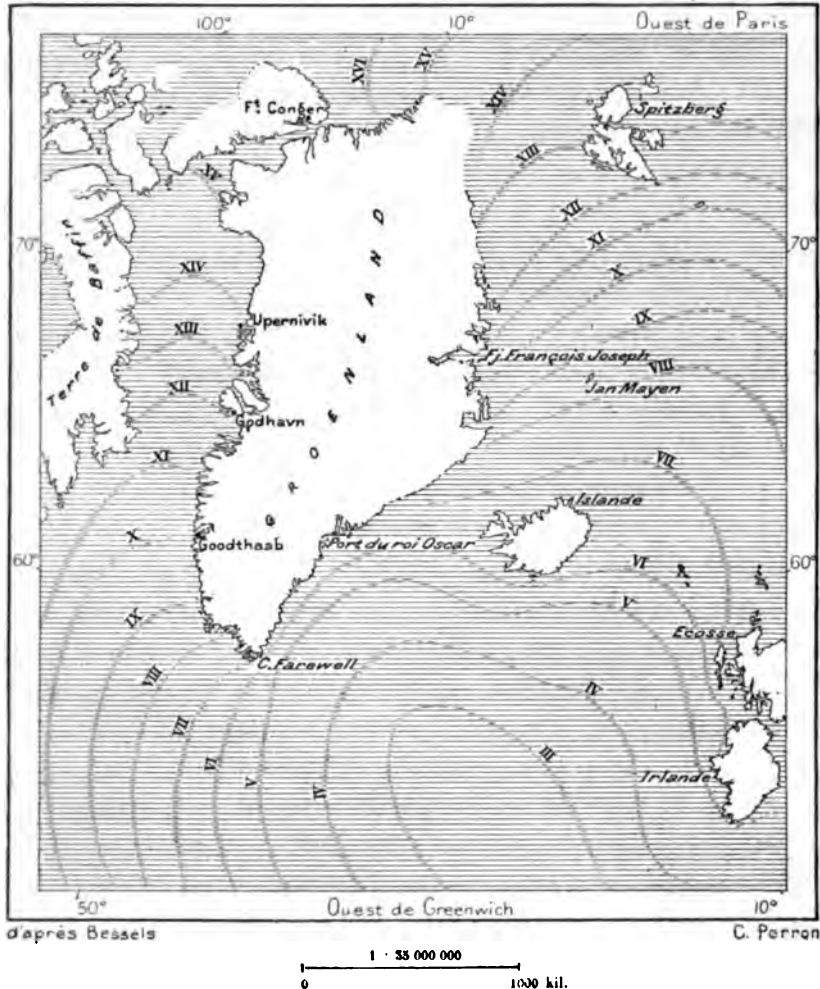 Ouest de Paris
100° 10°
XVI XV XIV
Ft. Conger
Spitzberg
XV XIII
XII
XI
70° 70°
Terre de Baffin
XIV X
GROENLAND
XIII IX
Upernivik
Fj. François Joseph
XII VIII
Jan Mayen
Godhavn
XI VII
Islande
X
Goodthaab
Port du roi Oscar
60° 60°
VI
V
IX
Ecosse
C. Farewell
VIII
IV
VII
VI V IV III
Irlande
50° Ouest de Greenwich 10°
d'après Bessels C. Perron
1 : 33 000 000
0 1000 kil.